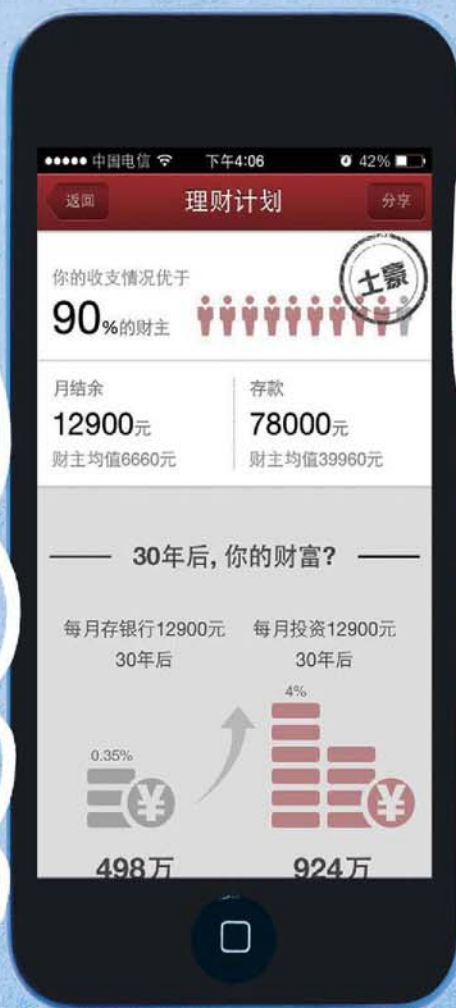 中国电信 下午4:06 42%
返回 理财计划 分享
土豪
你的收支情况优于
90%的财主
月结余 存款
12900元 78000元
财主均值6660元 财主均值39960元
30年后, 你的财富?
每月存银行12900元 每月投资12900元
30年后 30年后
4%
0.35%
¥ ¥
498万 924万